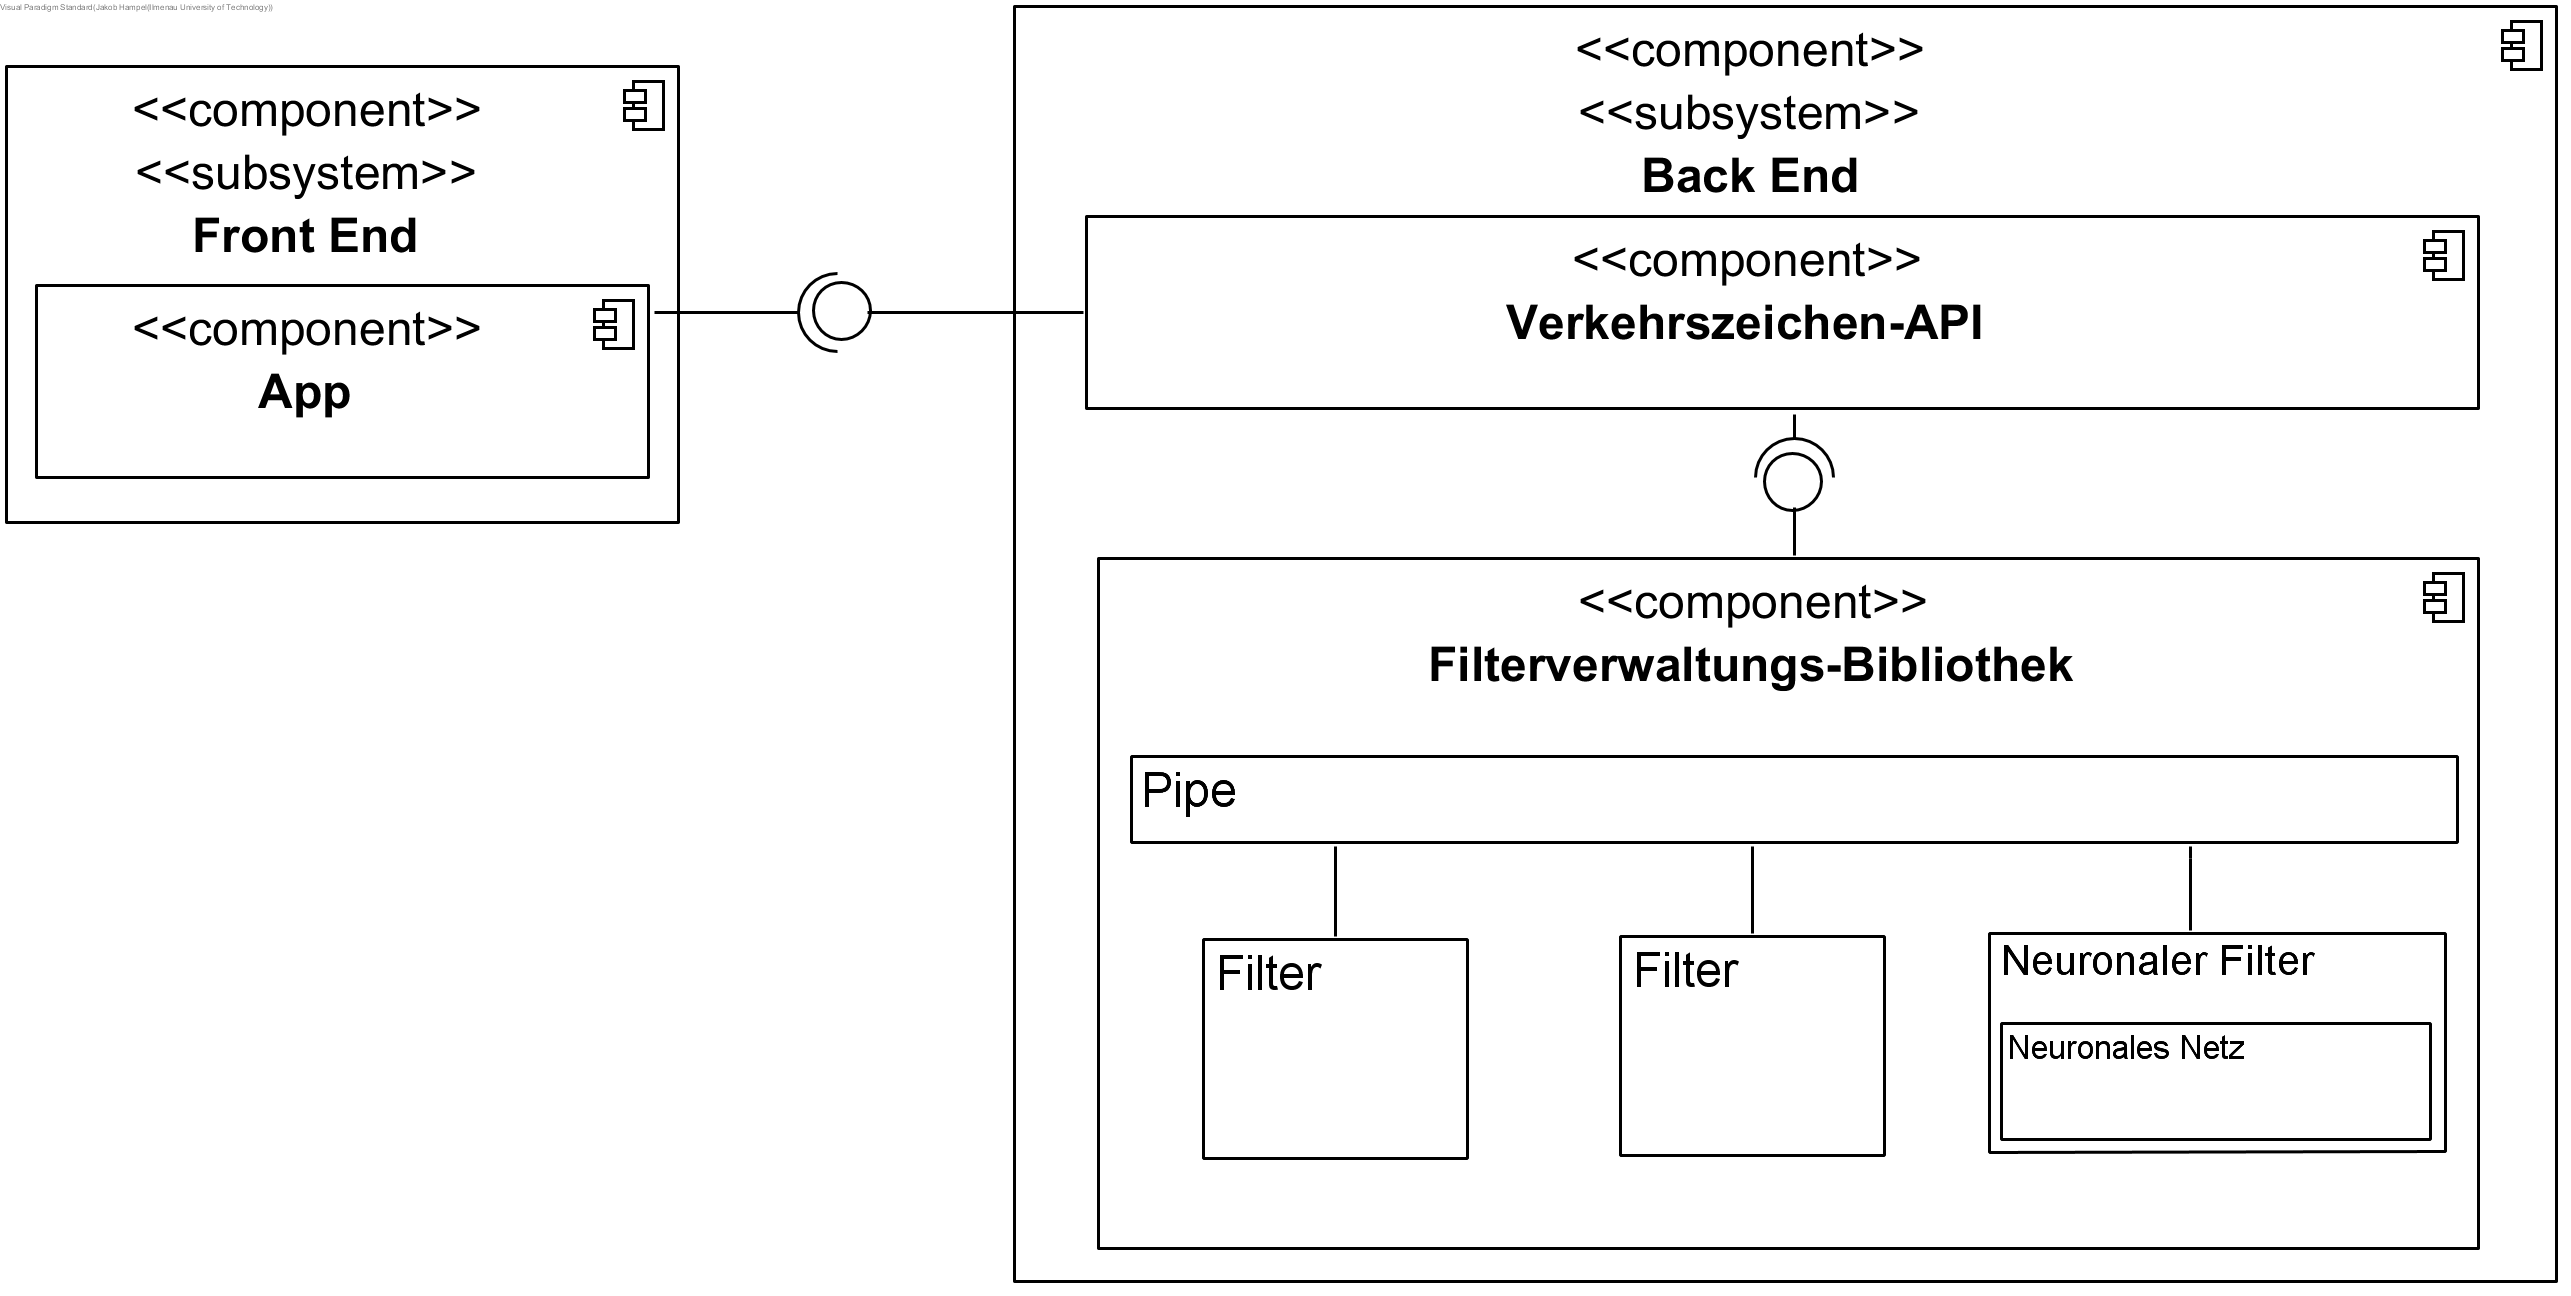 Visual Paradigm Standard(Jakob Hampel(Ilmenau University of Technology))
<<component>>
<<subsystem>>
Front End
<<component>>
App
<<component>>
<<subsystem>>
Back End
<<component>>
Verkehrszeichen-API
<<component>>
Filterverwaltungs-Bibliothek
Pipe
Filter
Filter
Neuronaler Filter
Neuronales Netz